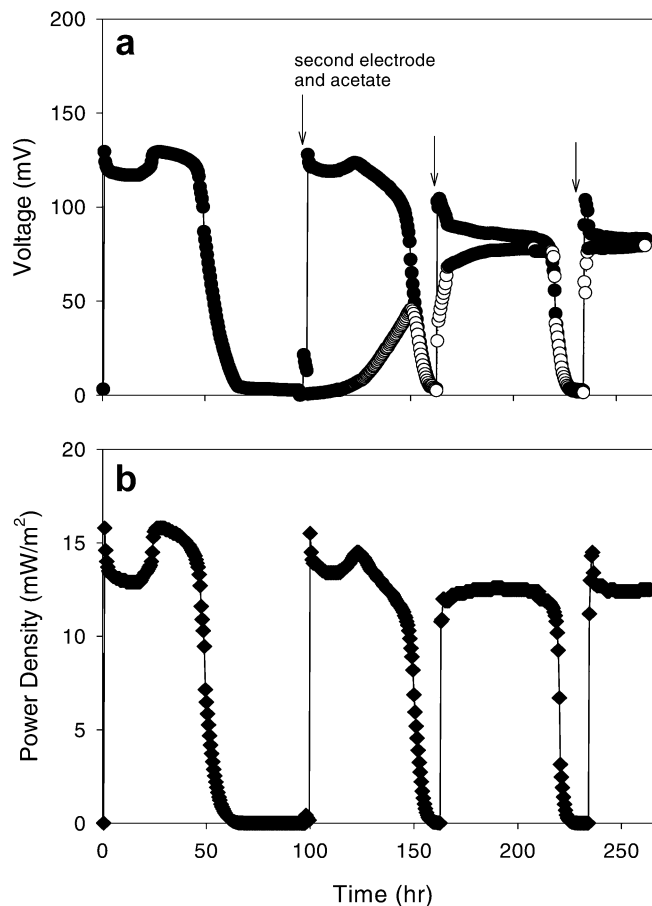 200
a
second electrode
and acetate
150
100
50
0
Voltage (mV)
20
b
15
10
5
0
Power Density (mW/m²)
0 50 100 150 200 250
Time (hr)